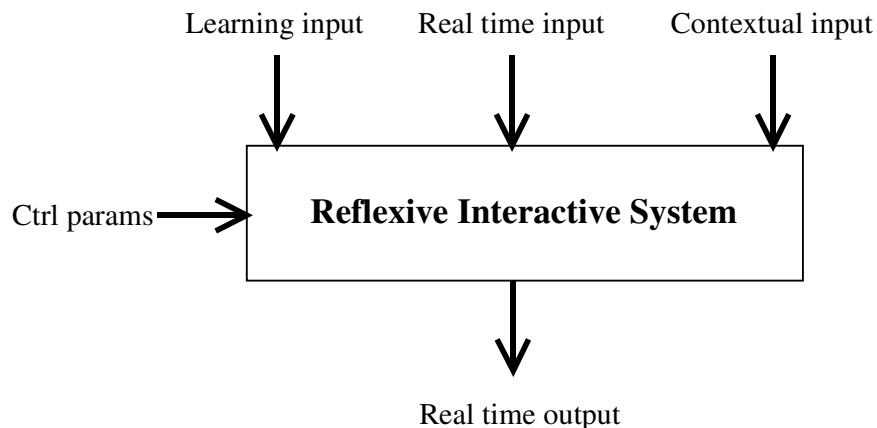 Learning input Real time input Contextual input
Ctrl params
Reflexive Interactive System
Real time output